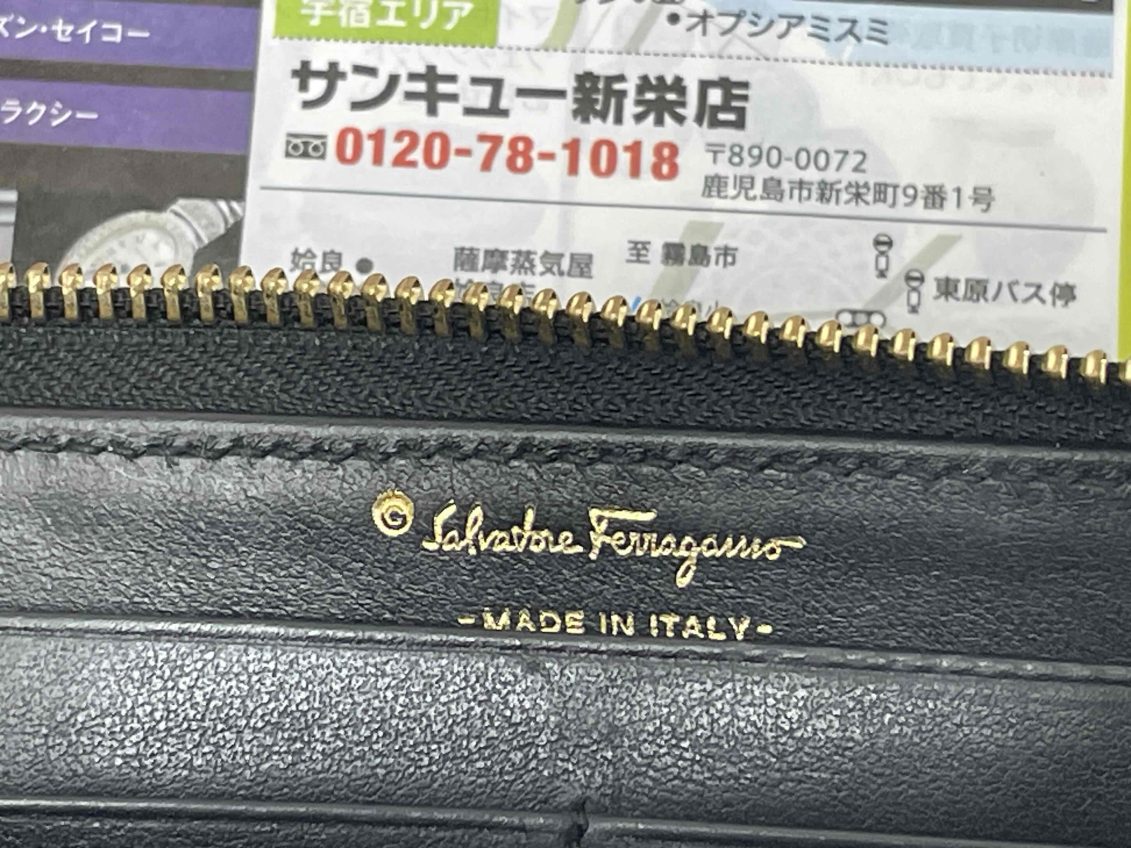 宇宿エリア
•オプシアミスミ
ズン・セイコー
ラクシー
サンキュー新栄店
0120-78-1018
〒890-0072
鹿児島市新栄町9番1号
姶良
薩摩蒸気屋
至 霧島市
東原バス停
© Salvatore Ferragamo
-MADE IN ITALY-